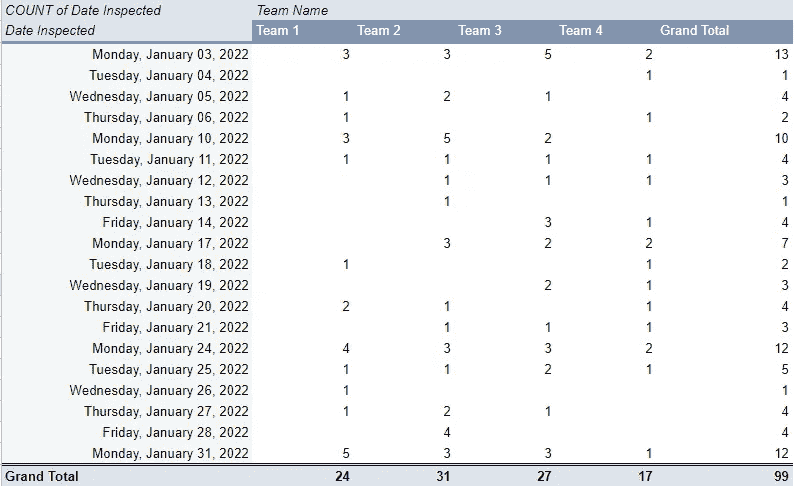 COUNT of Date Inspected Team Name
Date Inspected Team 1 Team 2 Team 3 Team 4 Grand Total
Monday, January 03, 2022 3 3 5 2 13
Tuesday, January 04, 2022 1 1
Wednesday, January 05, 2022 1 2 1 4
Thursday, January 06, 2022 1 1 2
Monday, January 10, 2022 3 5 2 10
Tuesday, January 11, 2022 1 1 1 1 4
Wednesday, January 12, 2022 1 1 1 3
Thursday, January 13, 2022 1 1
Friday, January 14, 2022 3 1 4
Monday, January 17, 2022 3 2 2 7
Tuesday, January 18, 2022 1 1 2
Wednesday, January 19, 2022 2 1 3
Thursday, January 20, 2022 2 1 1 4
Friday, January 21, 2022 1 1 1 3
Monday, January 24, 2022 4 3 3 2 12
Tuesday, January 25, 2022 1 1 2 1 5
Wednesday, January 26, 2022 1 1
Thursday, January 27, 2022 1 2 1 4
Friday, January 28, 2022 4 4
Monday, January 31, 2022 5 3 3 1 12
Grand Total 24 31 27 17 99